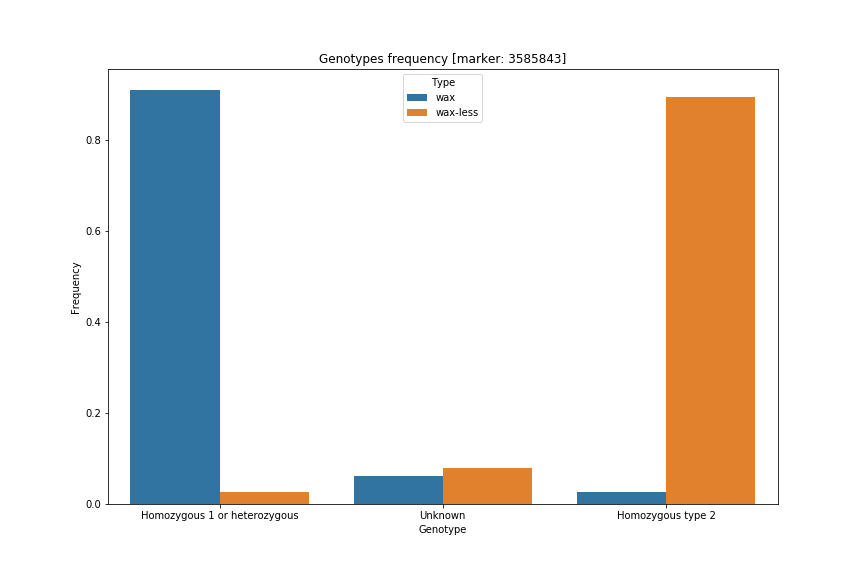 Genotypes frequency [marker: 3585843]
Type
wax
wax-less
0.8
0.6
0.4
0.2
0.0
Frequency
Homozygous 1 or heterozygous
Unknown
Homozygous type 2
Genotype